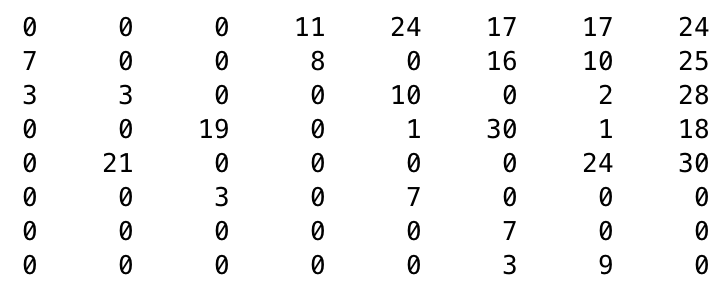 0 0 0 11 24 17 17 24
7 0 0 8 0 16 10 25
3 3 0 0 10 0 2 28
0 0 19 0 1 30 1 18
0 21 0 0 0 0 24 30
0 0 3 0 7 0 0 0
0 0 0 0 0 7 0 0
0 0 0 0 0 3 9 0